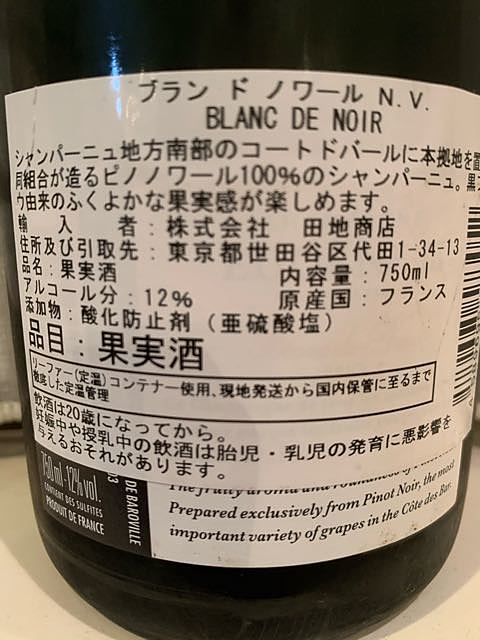 ブラン ド ノワール N.V.
BLANC DE NOIR
シャンパーニュ地方南部のコートドバールに本拠地を置
同組合が造るピノノワール100%のシャンパーニュ。黒
ウ由来のふくよかな果実感が楽しめます。
輸入者:株式会社 田地商店
住所及び引取先:東京都世田谷区代田1-34-13
品名:果実酒 内容量:750ml
アルコール分:12% 原産国:フランス
添加物:酸化防止剤(亜硫酸塩)
品目:果実酒
リーファー(定温)コンテナー使用、現地発送から国内保管に至るまで
徹底した定温管理
飲酒は20歳になってから。
妊娠中や授乳中の飲酒は胎児・乳児の発育に悪影響を
与えるおそれがあります。
750 ml · 12% vol.
CONTIENT DES SULFITES
PRODUIT DE FRANCE
DE BAROVILLE
The fruity aroma and roundness of
Prepared exclusively from Pinot Noir, the most
important variety of grapes in the Côte des Bar.